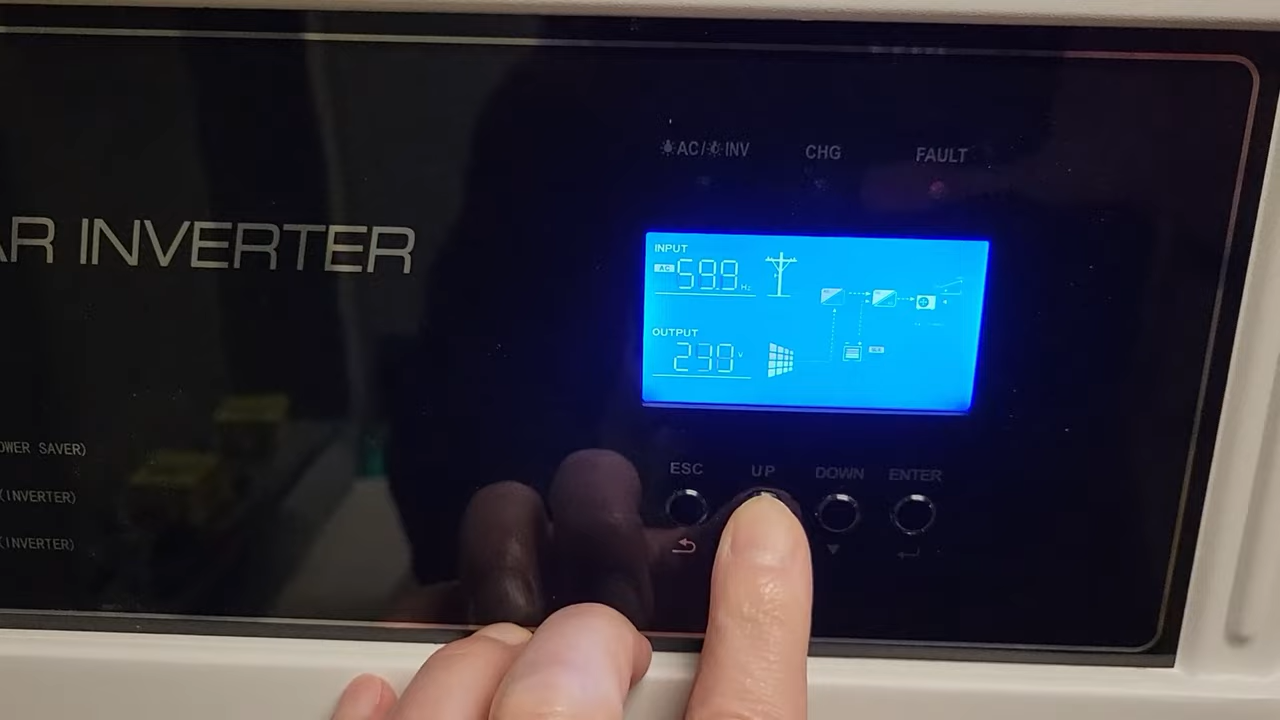 AC/ INV CHG FAULT
AR INVERTER
INPUT
AC 59.9 Hz
OUTPUT
239 V
OWER SAVER)
(INVERTER)
(INVERTER)
ESC UP DOWN ENTER